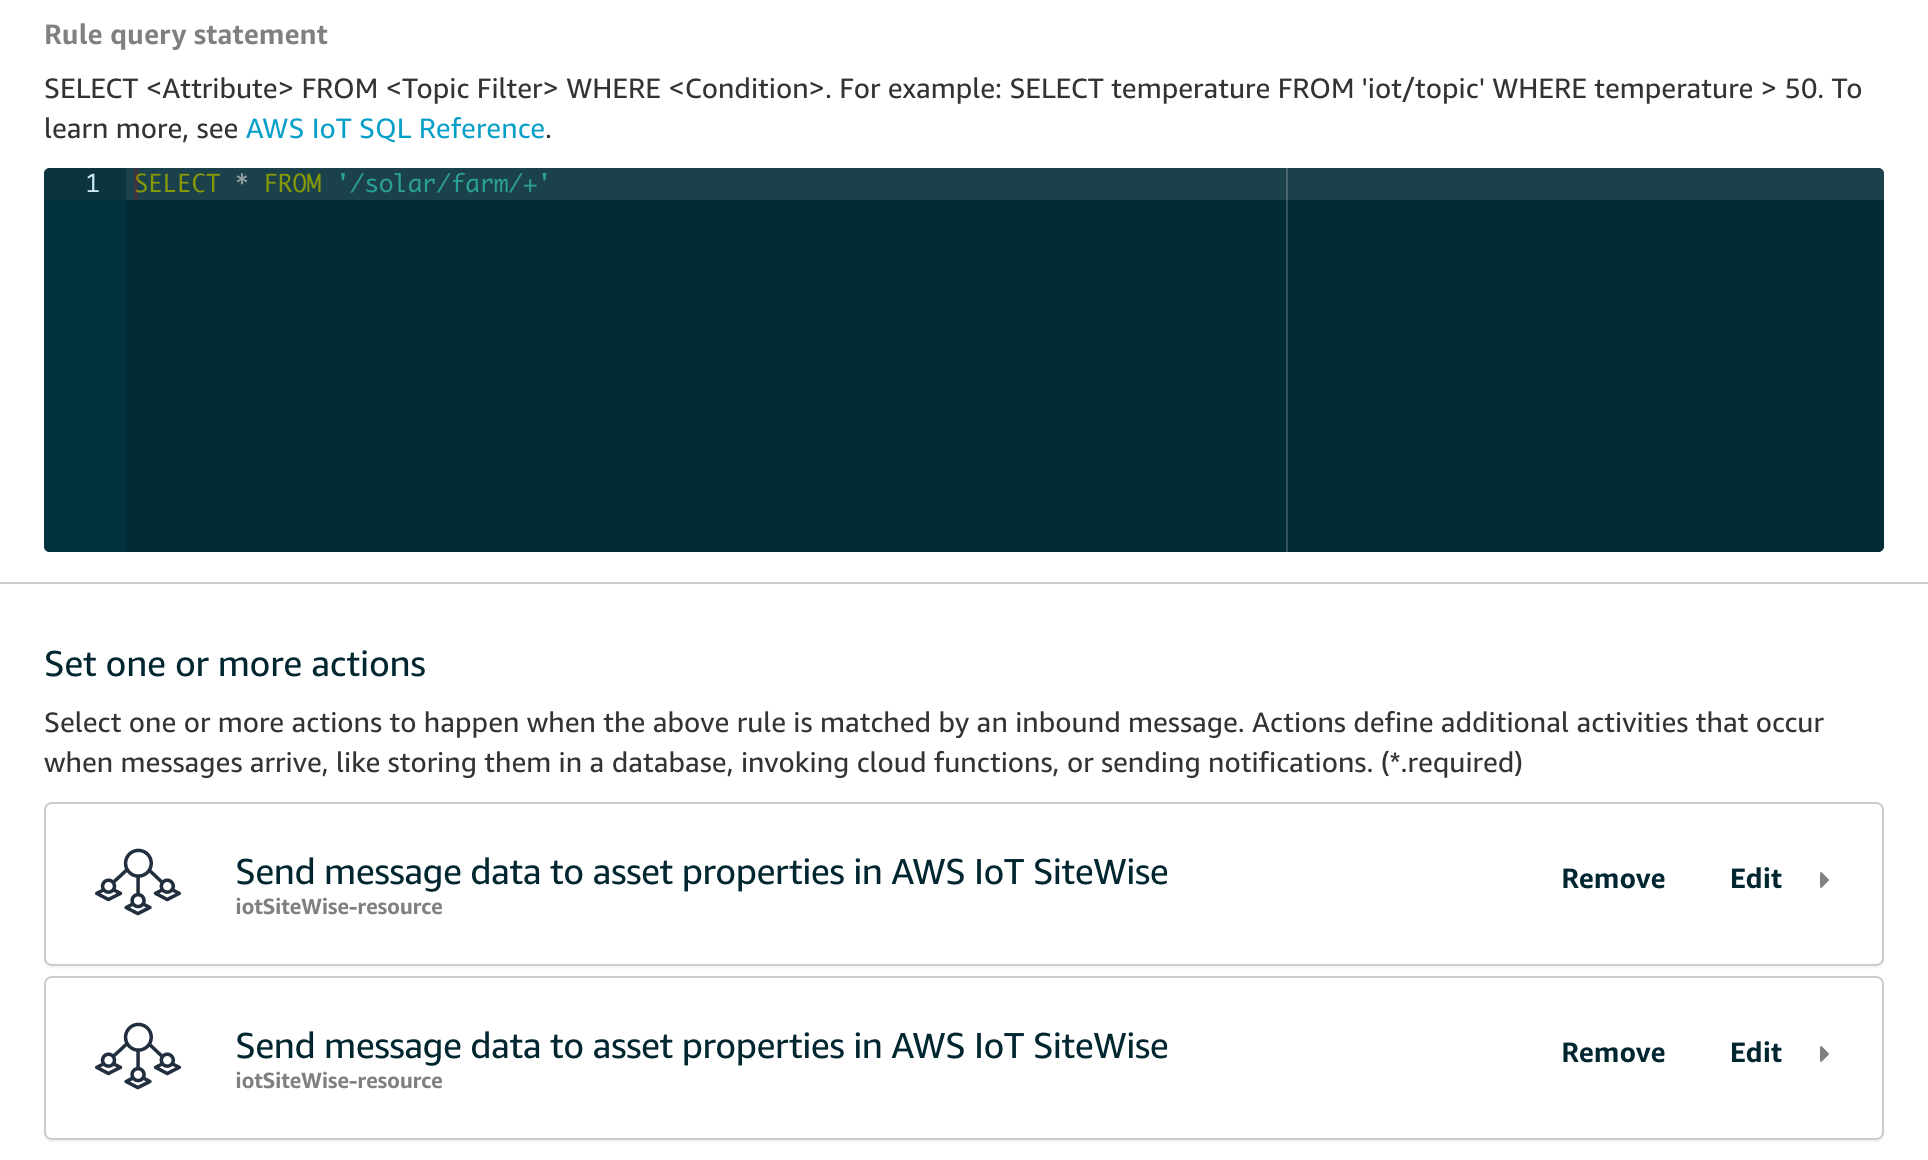 Rule query statement
SELECT <Attribute> FROM <Topic Filter> WHERE <Condition>. For example: SELECT temperature FROM 'iot/topic' WHERE temperature > 50. To
learn more, see AWS IoT SQL Reference.
1 SELECT * FROM '/solar/farm/+'
Set one or more actions
Select one or more actions to happen when the above rule is matched by an inbound message. Actions define additional activities that occur
when messages arrive, like storing them in a database, invoking cloud functions, or sending notifications. (*.required)
Send message data to asset properties in AWS IoT SiteWise
iotSiteWise-resource
Remove Edit
Send message data to asset properties in AWS IoT SiteWise
iotSiteWise-resource
Remove Edit